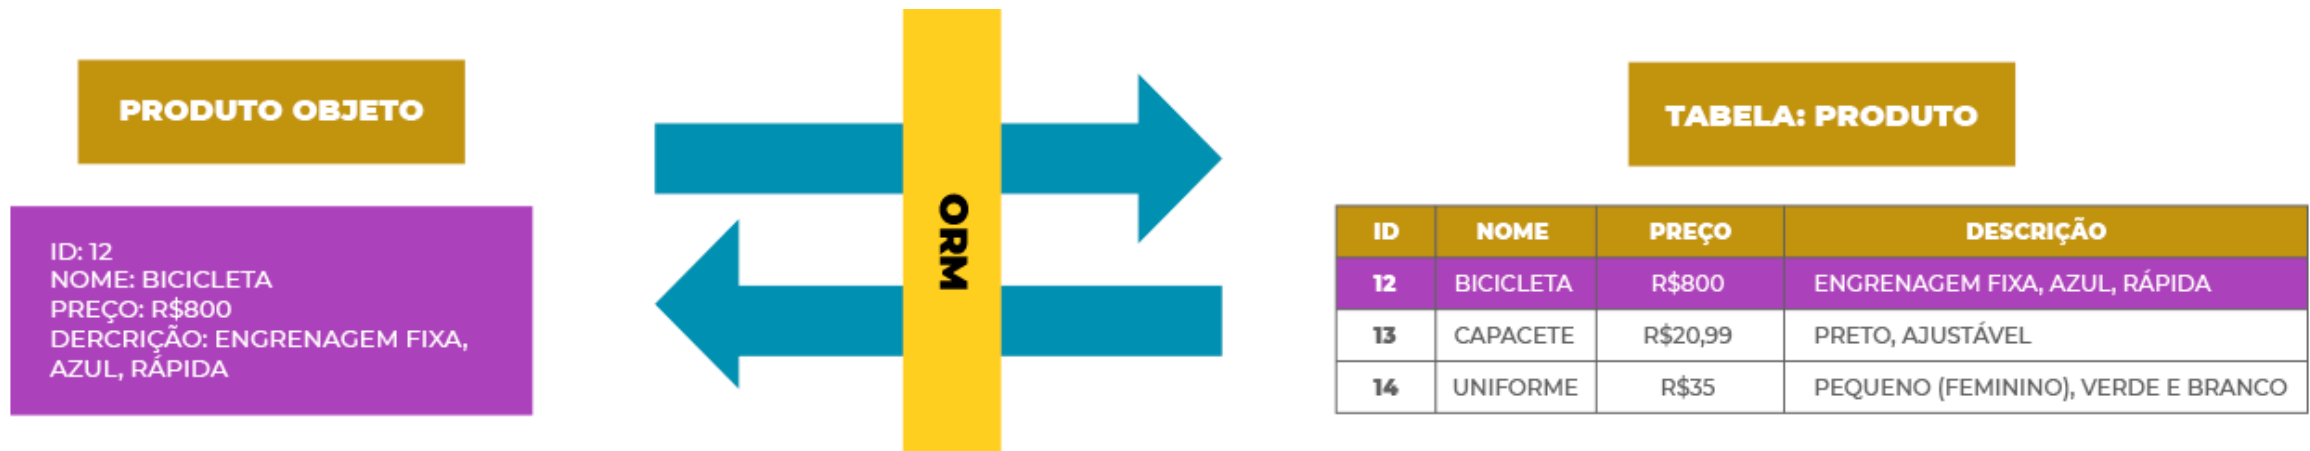 PRODUTO OBJETO
ID: 12
NOME: BICICLETA
PREÇO: R$800
DERCRIÇÃO: ENGRENAGEM FIXA,
AZUL, RÁPIDA
ORM
TABELA: PRODUTO
ID NOME PREÇO DESCRIÇÃO
12 BICICLETA R$800 ENGRENAGEM FIXA, AZUL, RÁPIDA
13 CAPACETE R$20,99 PRETO, AJUSTÁVEL
14 UNIFORME R$35 PEQUENO (FEMININO), VERDE E BRANCO